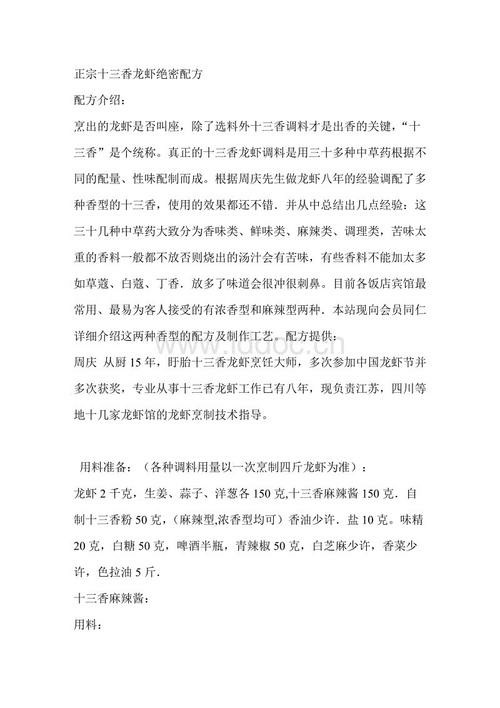 正宗十三香龙虾绝密配方
配方介绍：
烹出的龙虾是否叫座，除了选料外十三香调料才是出香的关键，“十
三香”是个统称。真正的十三香龙虾调料是用三十多种中草药根据不
同的配量、性味配制而成。根据周庆先生做龙虾八年的经验调配了多
种香型的十三香，使用的效果都还不错．并从中总结出几点经验：这
三十几种中草药大致分为香味类、鲜味类、麻辣类、调理类，苦味太
重的香料一般都不放否则烧出的汤汁会有苦味，有些香料不能加太多
如草蔻、白蔻、丁香．放多了味道会很冲很刺鼻。目前各饭店宾馆最
常用、最易为客人接受的有浓香型和麻辣型两种．本站现向会员同仁
详细介绍这两种香型的配方及制作工艺。配方提供：
周庆 从厨 15 年，盱胎十三香龙虾烹饪大师，多次参加中国龙虾节并
多次获奖，专业从事十三香龙虾工作已有八年，现负责江苏，四川等
地十几家龙虾馆的龙虾烹制技术指导。
用料准备：（各种调料用量以一次烹制四斤龙虾为准）：
龙虾 2 千克，生姜、蒜子、洋葱各 150 克,十三香麻辣酱 150 克．自
制十三香粉 50 克，（麻辣型,浓香型均可）香油少许．盐 10 克。味精
20 克，白糖 50 克，啤酒半瓶，青辣椒 50 克，白芝麻少许，香菜少
许，色拉油 5 斤．
十三香麻辣酱：
用料：